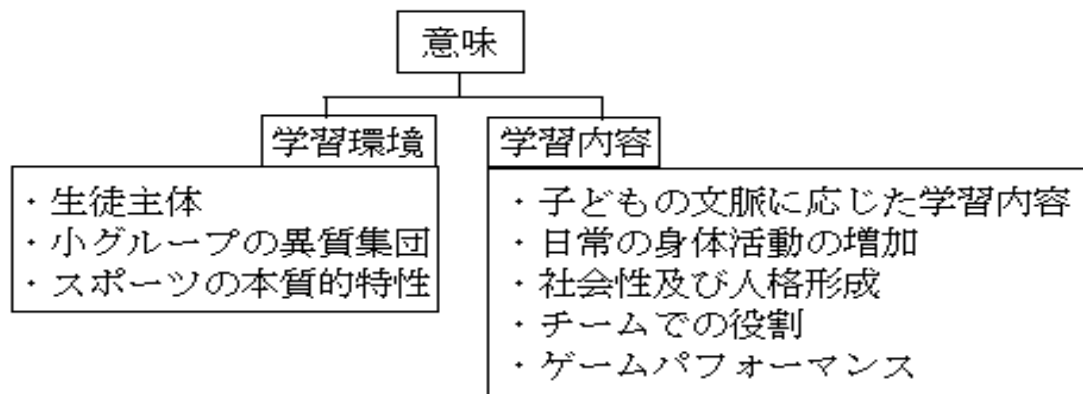 意味
学習環境
・生徒主体
・小グループの異質集団
・スポーツの本質的特性
学習内容
・子どもの文脈に応じた学習内容
・日常の身体活動の増加
・社会性及び人格形成
・チームでの役割
・ゲームパフォーマンス